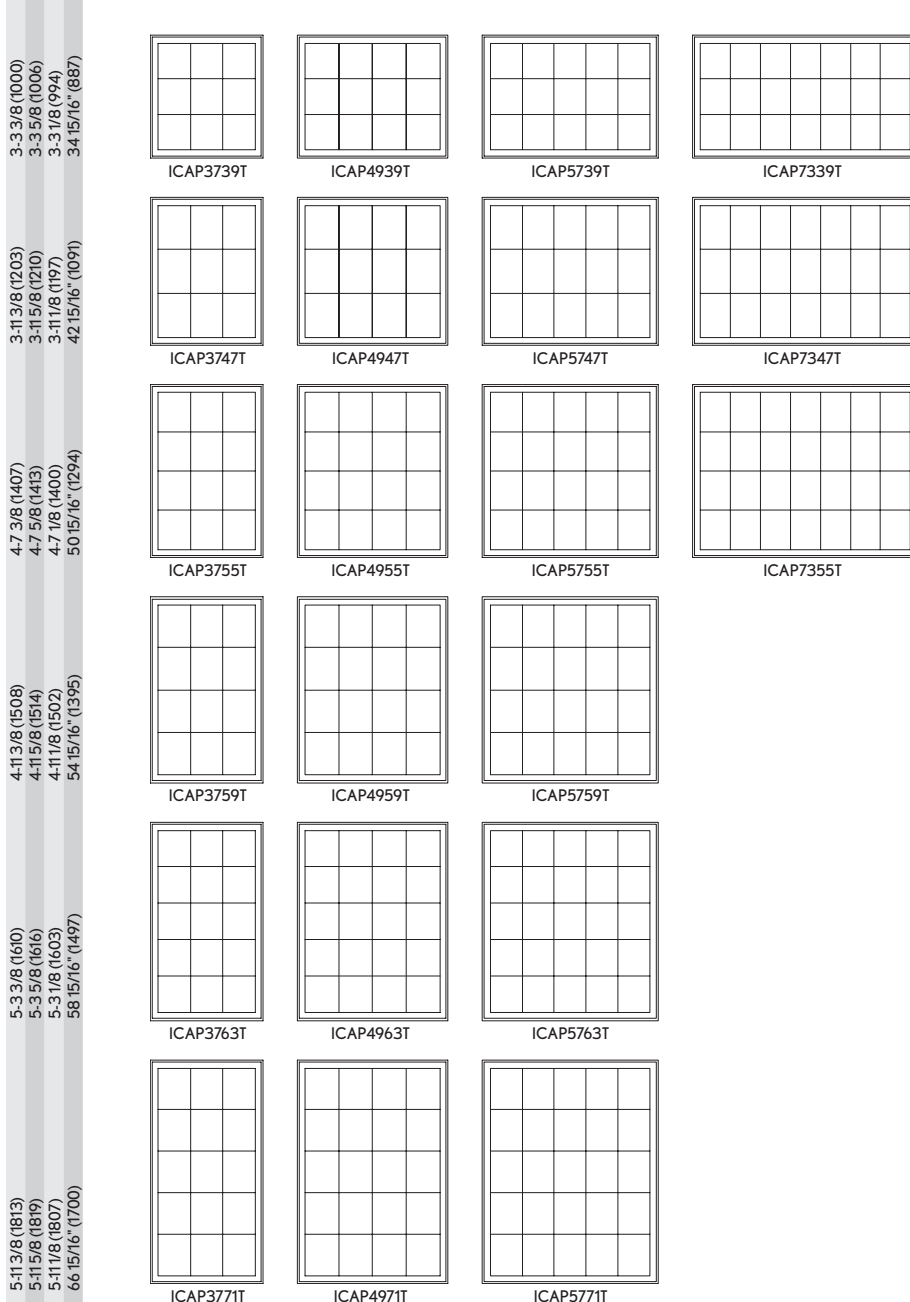 3-3 3/8 (1000)
3-3 5/8 (1006)
3-3 1/8 (994)
34 15/16" (887)
ICAP3739T ICAP4939T ICAP5739T ICAP7339T
3-11 3/8 (1203)
3-11 5/8 (1210)
3-11 1/8 (1197)
42 15/16" (1091)
ICAP3747T ICAP4947T ICAP5747T ICAP7347T
4-7 3/8 (1407)
4-7 5/8 (1413)
4-7 1/8 (1400)
50 15/16" (1294)
ICAP3755T ICAP4955T ICAP5755T ICAP7355T
4-11 3/8 (1508)
4-11 5/8 (1514)
4-11 1/8 (1502)
54 15/16" (1395)
ICAP3759T ICAP4959T ICAP5759T
5-3 3/8 (1610)
5-3 5/8 (1616)
5-3 1/8 (1603)
58 15/16" (1497)
ICAP3763T ICAP4963T ICAP5763T
5-11 3/8 (1813)
5-11 5/8 (1819)
5-11 1/8 (1807)
66 15/16" (1700)
ICAP3771T ICAP4971T ICAP5771T